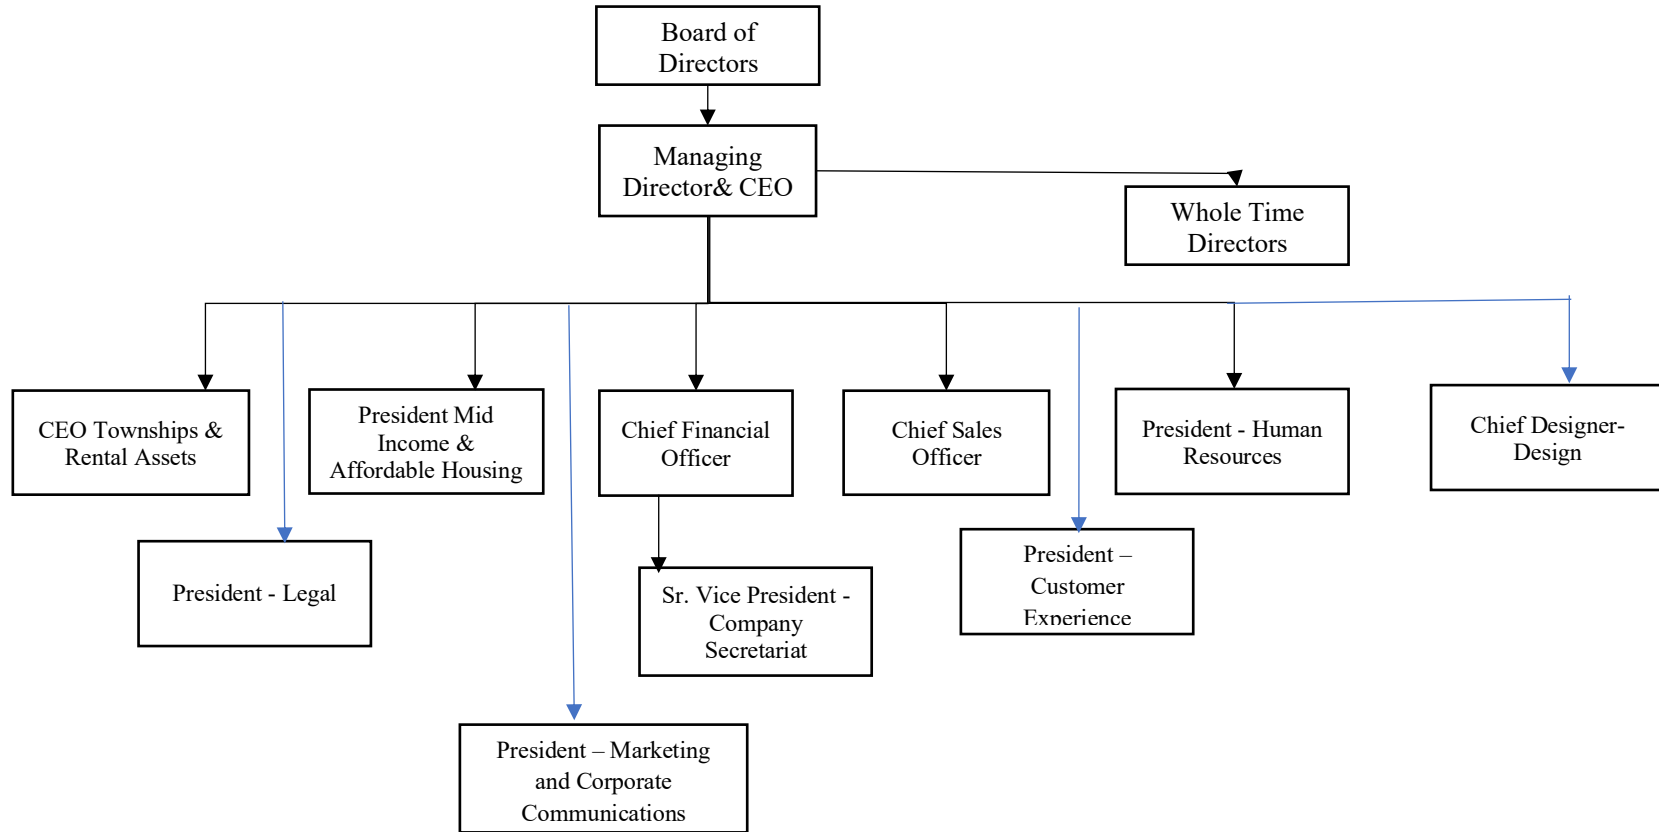 Board of
Directors
Managing
Director& CEO
Whole Time
Directors
CEO Townships &
Rental Assets
President Mid
Income &
Affordable Housing
Chief Financial
Officer
Chief Sales
Officer
President - Human
Resources
Chief Designer-
Design
President - Legal
Sr. Vice President -
Company
Secretariat
President –
Customer
Experience
President – Marketing
and Corporate
Communications